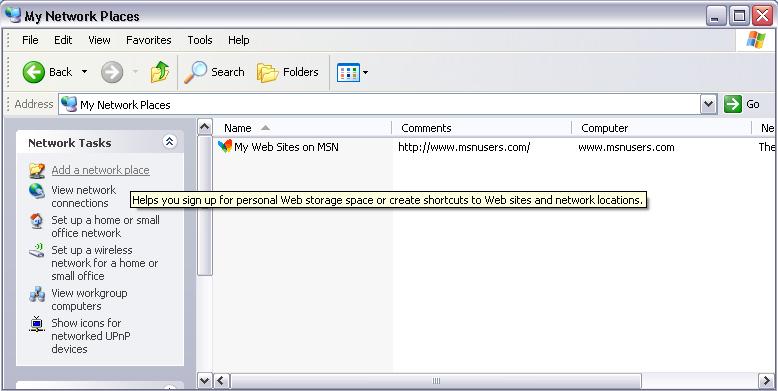 My Network Places
File Edit View Favorites Tools Help
Back Search Folders
Address My Network Places Go
Network Tasks
Add a network place
View network
connections
Set up a home or small
office network
Set up a wireless
network for a home or
small office
View workgroup
computers
Show icons for
networked UPnP
devices
Name Comments Computer Ne
My Web Sites on MSN http://www.msnusers.com/ www.msnusers.com The
Helps you sign up for personal Web storage space or create shortcuts to Web sites and network locations.